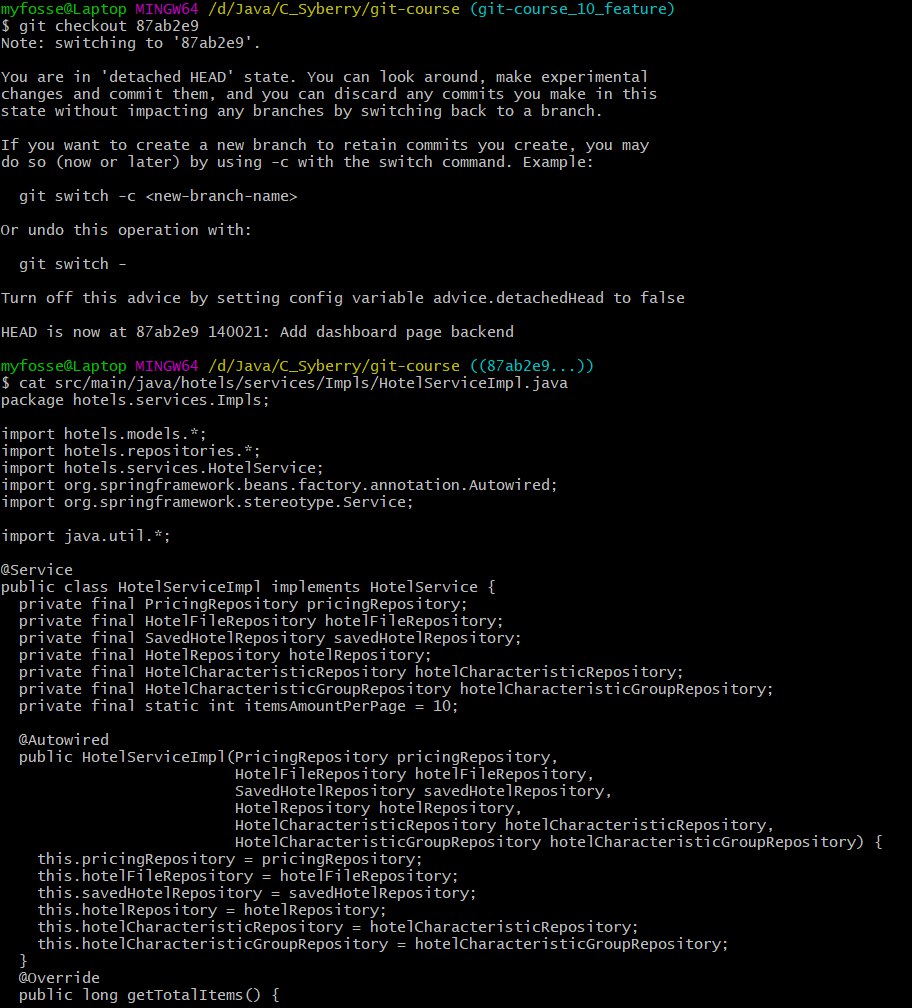 myfosse@Laptop MINGW64 /d/Java/C_Syberry/git-course (git-course_10_feature)
$ git checkout 87ab2e9
Note: switching to '87ab2e9'.

You are in 'detached HEAD' state. You can look around, make experimental
changes and commit them, and you can discard any commits you make in this
state without impacting any branches by switching back to a branch.

If you want to create a new branch to retain commits you create, you may
do so (now or later) by using -c with the switch command. Example:

  git switch -c <new-branch-name>

Or undo this operation with:

  git switch -

Turn off this advice by setting config variable advice.detachedHead to false

HEAD is now at 87ab2e9 140021: Add dashboard page backend

myfosse@Laptop MINGW64 /d/Java/C_Syberry/git-course ((87ab2e9...))
$ cat src/main/java/hotels/services/Impls/HotelServiceImpl.java
package hotels.services.Impls;

import hotels.models.*;
import hotels.repositories.*;
import hotels.services.HotelService;
import org.springframework.beans.factory.annotation.Autowired;
import org.springframework.stereotype.Service;

import java.util.*;

@Service
public class HotelServiceImpl implements HotelService {
  private final PricingRepository pricingRepository;
  private final HotelFileRepository hotelFileRepository;
  private final SavedHotelRepository savedHotelRepository;
  private final HotelRepository hotelRepository;
  private final HotelCharacteristicRepository hotelCharacteristicRepository;
  private final HotelCharacteristicGroupRepository hotelCharacteristicGroupRepository;
  private final static int itemsAmountPerPage = 10;

  @Autowired
  public HotelServiceImpl(PricingRepository pricingRepository,
                          HotelFileRepository hotelFileRepository,
                          SavedHotelRepository savedHotelRepository,
                          HotelRepository hotelRepository,
                          HotelCharacteristicRepository hotelCharacteristicRepository,
                          HotelCharacteristicGroupRepository hotelCharacteristicGroupRepository) {
    this.pricingRepository = pricingRepository;
    this.hotelFileRepository = hotelFileRepository;
    this.savedHotelRepository = savedHotelRepository;
    this.hotelRepository = hotelRepository;
    this.hotelCharacteristicRepository = hotelCharacteristicRepository;
    this.hotelCharacteristicGroupRepository = hotelCharacteristicGroupRepository;
  }
  @Override
  public long getTotalItems() {